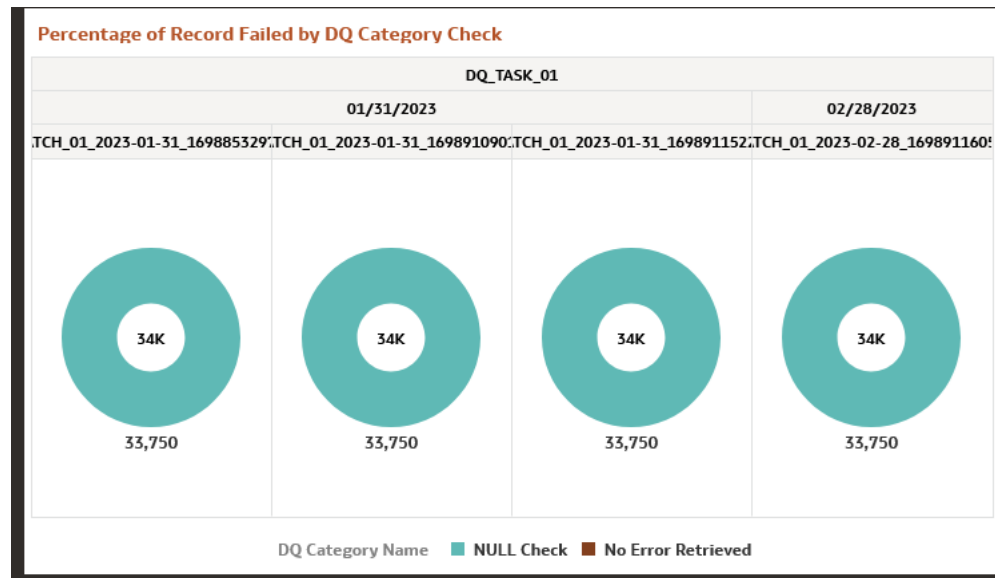 Percentage of Record Failed by DQ Category Check
DQ_TASK_01
01/31/2023 02/28/2023
TCH_01_2023-01-31_169885329 TCH_01_2023-01-31_169891090 TCH_01_2023-01-31_169891152 TCH_01_2023-02-28_169891160
34K 34K 34K 34K
33,750 33,750 33,750 33,750
DQ Category Name NULL Check No Error Retrieved